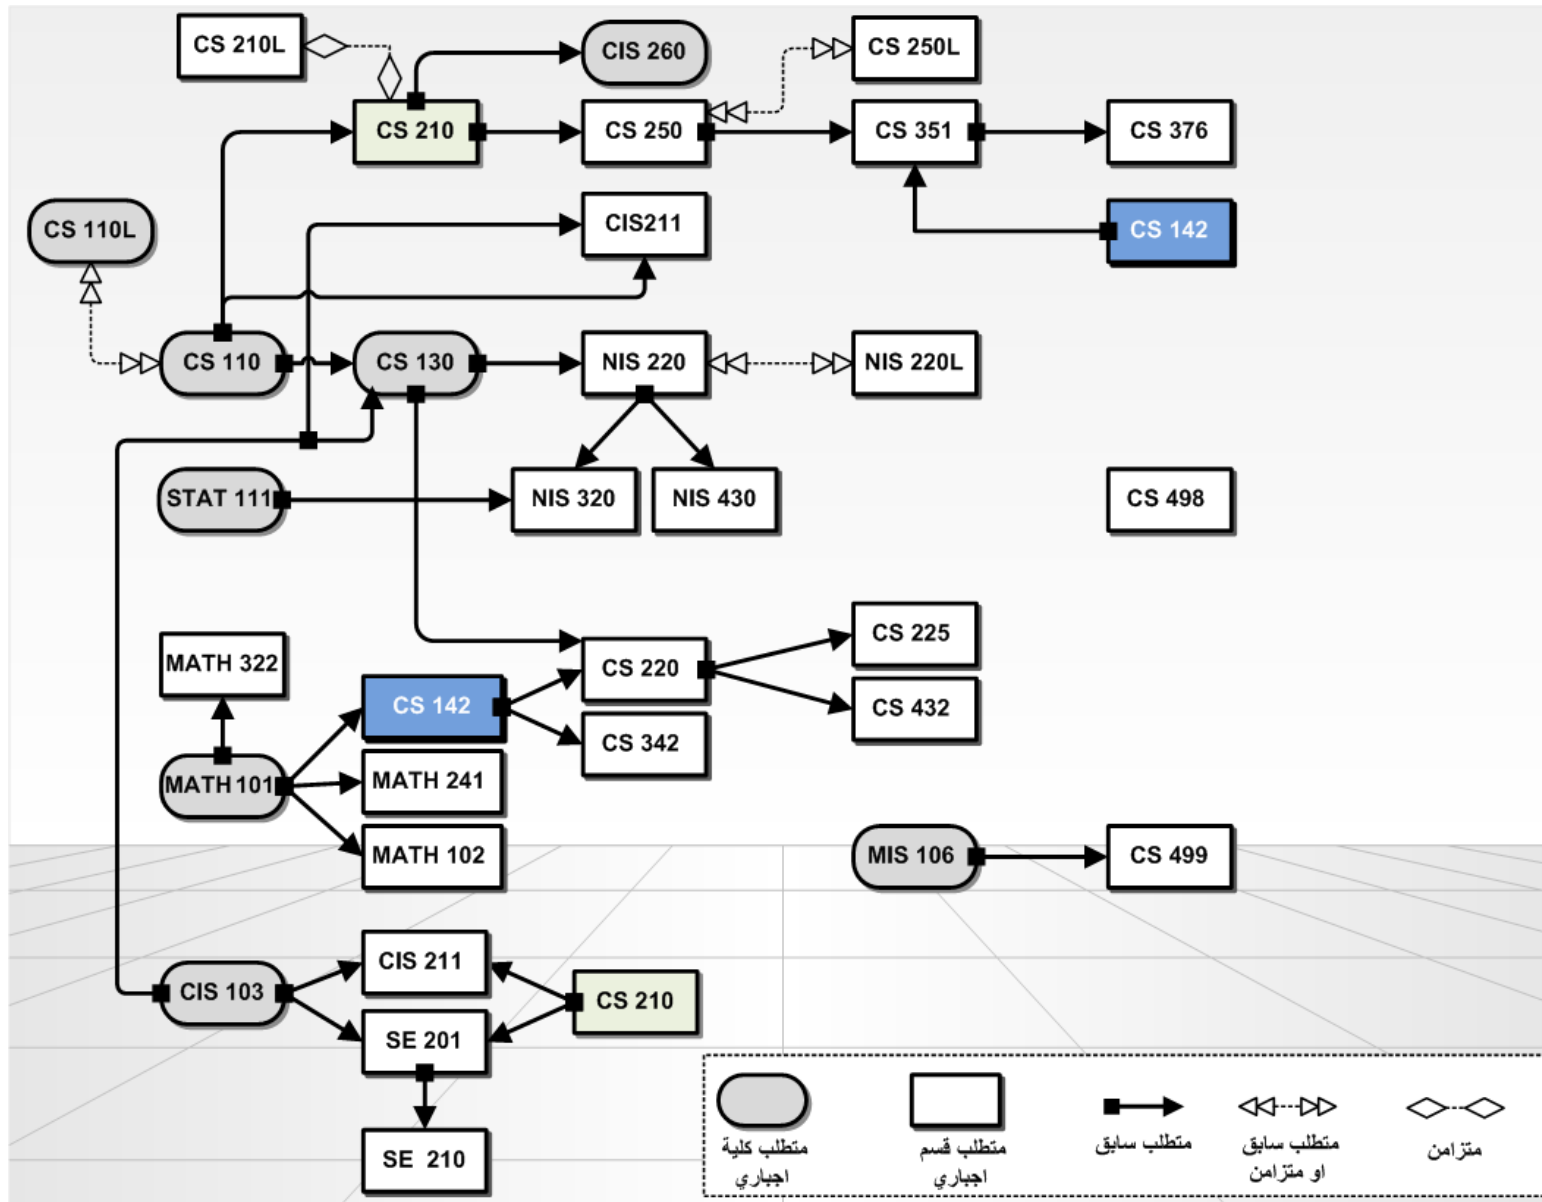 CS 210L
CIS 260
CS 250L
CS 210
CS 250
CS 351
CS 376
CS 110L
CIS211
CS 142
CS 110
CS 130
NIS 220
NIS 220L
STAT 111
NIS 320
NIS 430
CS 498
MATH 322
CS 220
CS 225
CS 142
CS 432
CS 342
MATH 101
MATH 241
MATH 102
MIS 106
CS 499
CIS 211
CIS 103
CS 210
SE 201
SE 210
متطلب كلية
اجباري
متطلب قسم
اجباري
متطلب سابق
متطلب سابق
او متزامن
متزامن